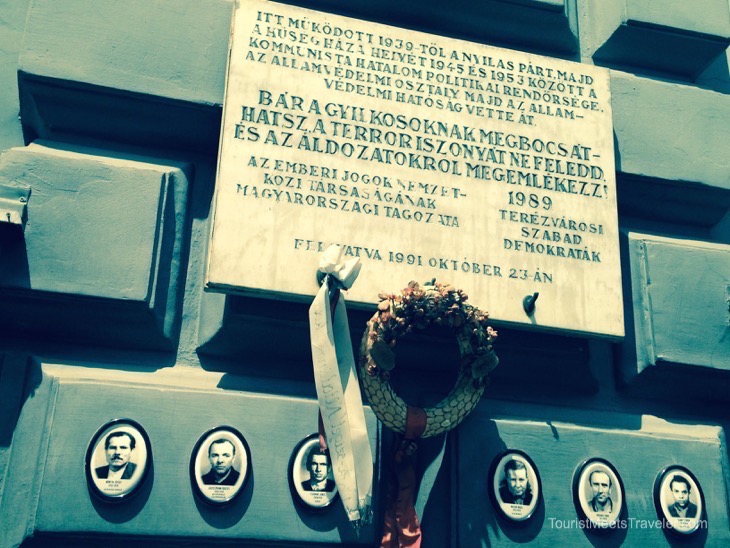 ITT MŰKÖDÖTT 1939-TŐL A NYILAS PÁRT, MAJD
A HŰSÉG HÁZA HELYÉT 1945 ÉS 1953 KÖZÖTT A
KOMMUNISTA HATALOM POLITIKAI RENDŐRSÉGE,
AZ ÁLLAMVÉDELMI OSZTÁLY MAJD AZ ÁLLAM-
VÉDELMI HATÓSÁG VETTE ÁT.
BÁR A GYILKOSOKNAK MEGBOCSÁT-
HATSZ, A TERROR ISZONYÁT NE FELEDD,
ÉS AZ ÁLDOZATOKRÓL MEGEMLÉKEZZ!
AZ EMBERI JOGOK NEMZET-
KÖZI TÁRSASÁGÁNAK
MAGYARORSZÁGI TAGOZATA
1989
TERÉZVÁROSI
SZABAD
DEMOKRATÁK
FELAVATVA 1991 OKTÓBER 23-ÁN
TouristMeetsTraveler.com